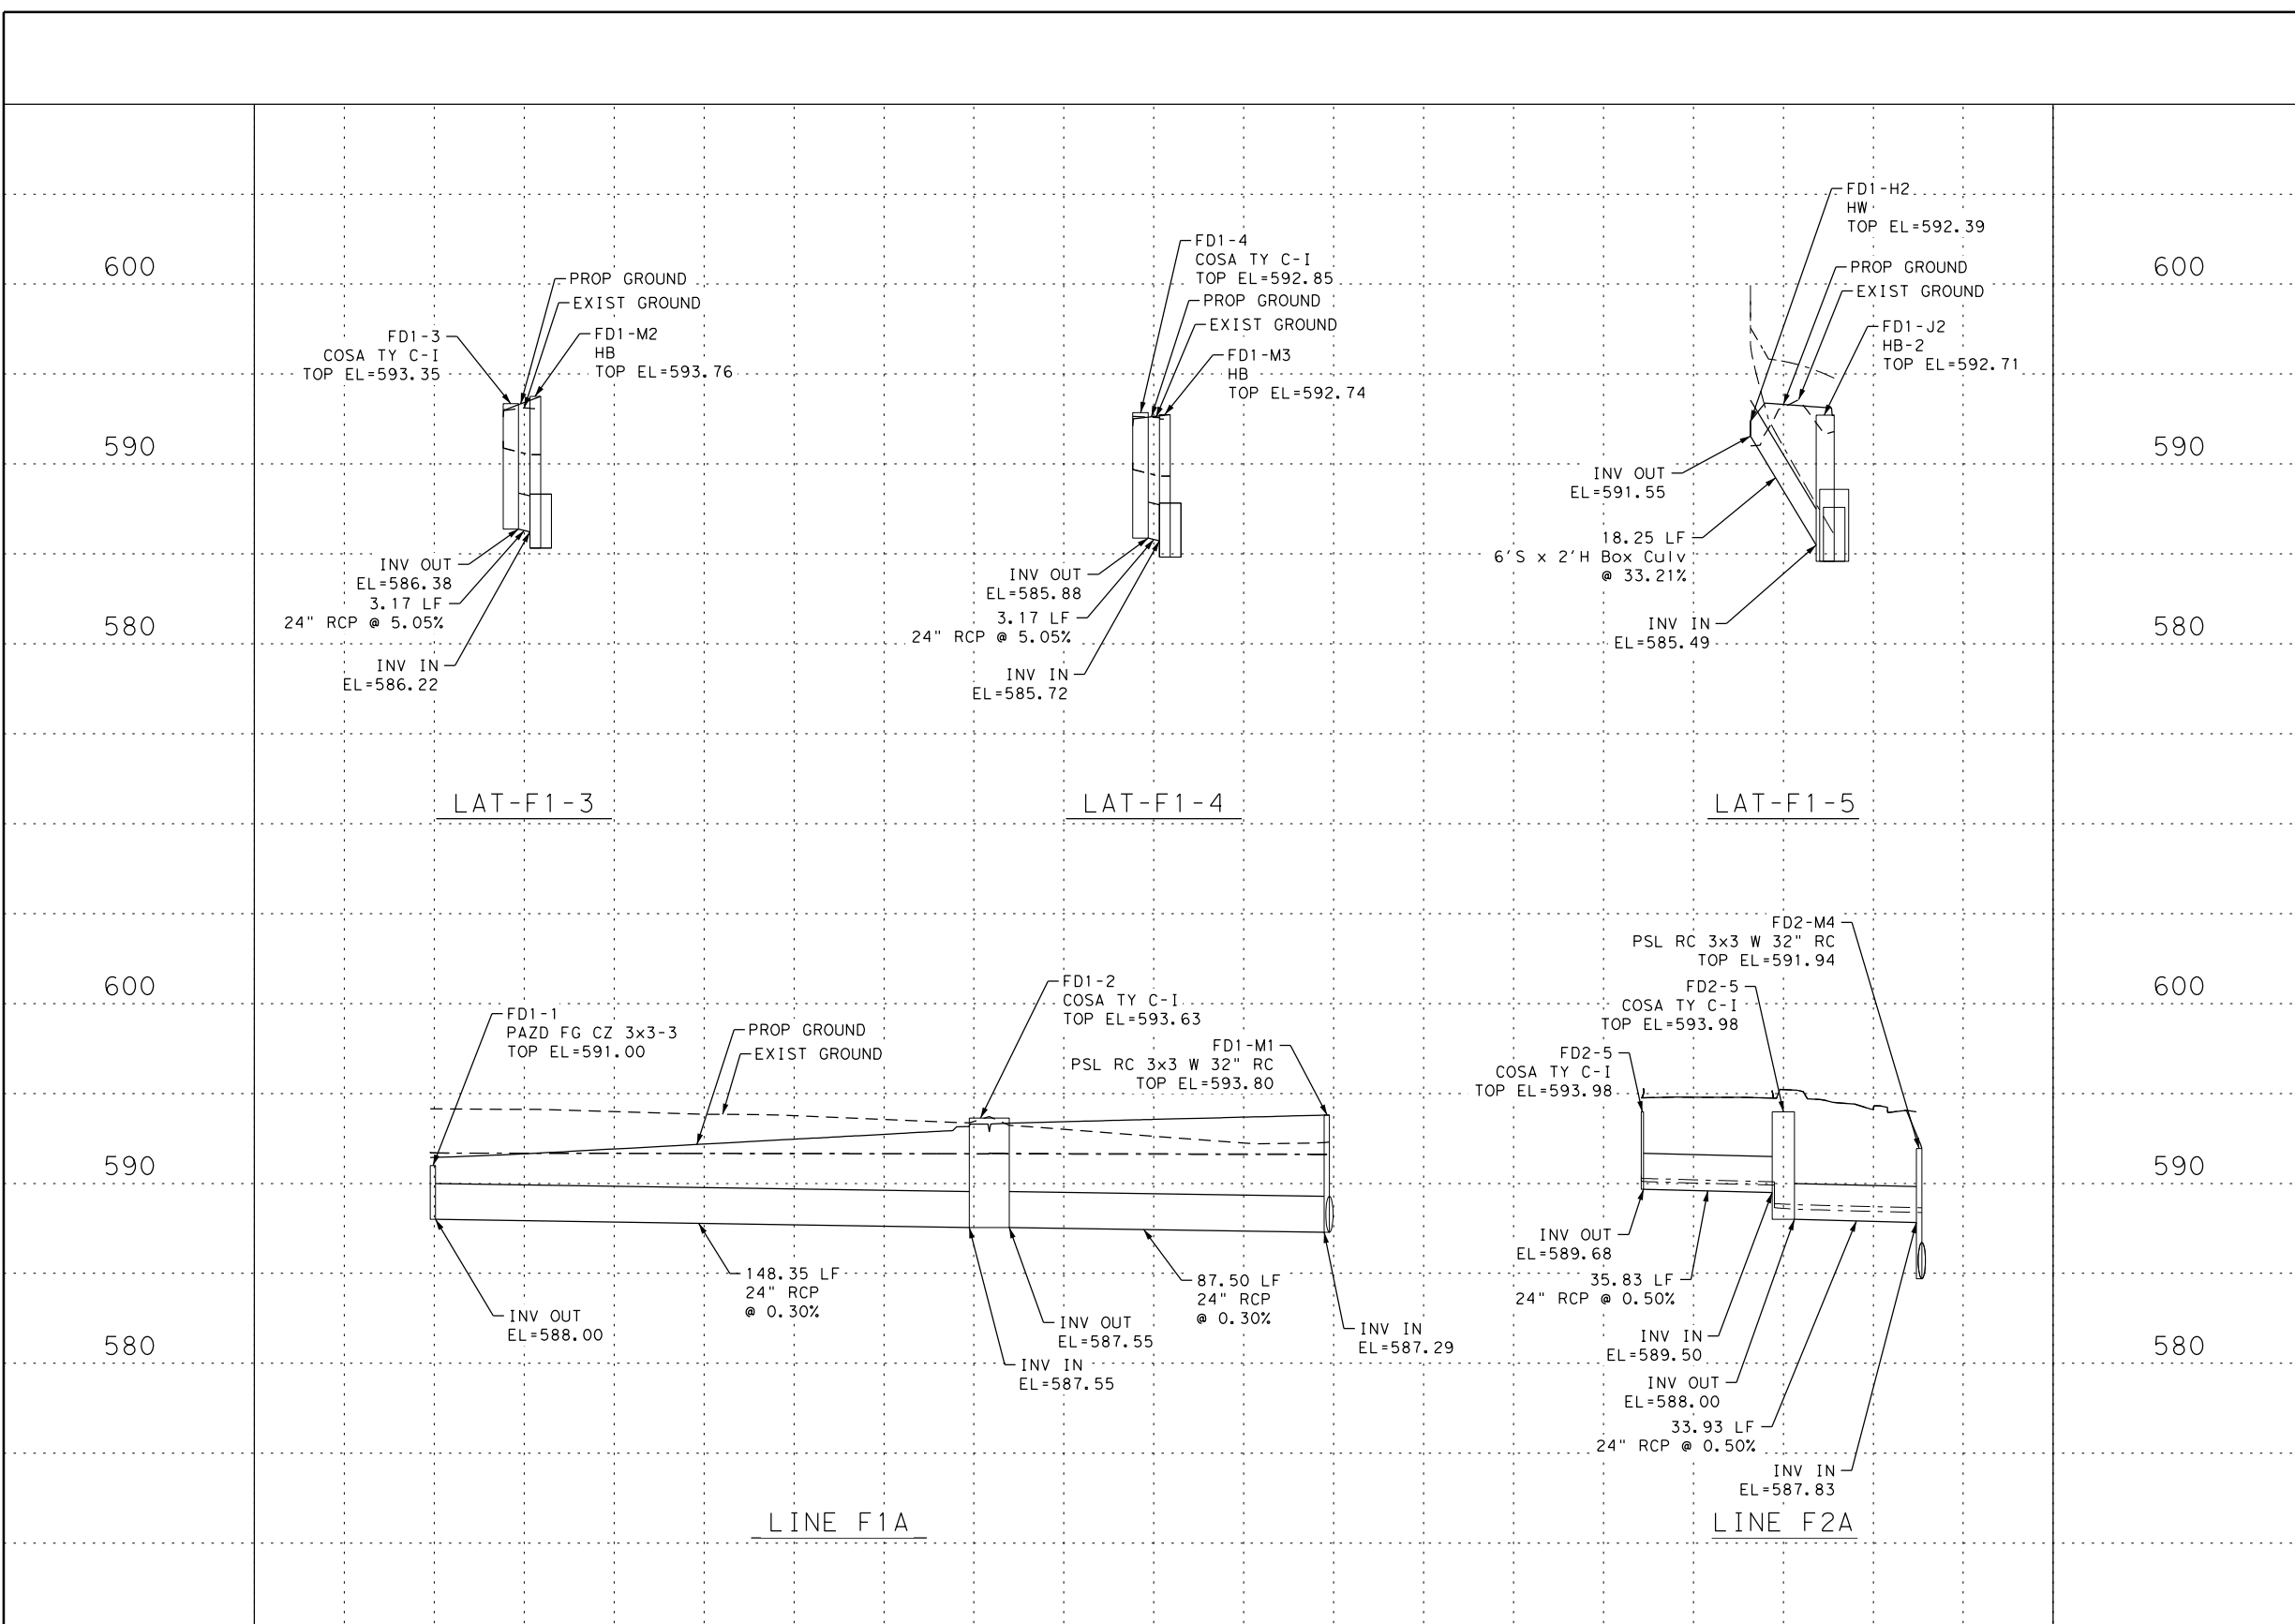 FD1-H2
HW
TOP EL=592.39
600
600
FD1-4
COSA TY C-I
TOP EL=592.85
PROP GROUND
EXIST GROUND
PROP GROUND
EXIST GROUND
PROP GROUND
EXIST GROUND
FD1-3
COSA TY C-I
TOP EL=593.35
FD1-M2
HB
TOP EL=593.76
FD1-M3
HB
TOP EL=592.74
FD1-J2
HB-2
TOP EL=592.71
590
590
INV OUT
EL=591.55
18.25 LF
6'S x 2'H Box Culv
@ 33.21%
INV IN
EL=585.49
INV OUT
EL=586.38
3.17 LF
24" RCP @ 5.05%
INV IN
EL=586.22
INV OUT
EL=585.88
3.17 LF
24" RCP @ 5.05%
INV IN
EL=585.72
580
580
LAT-F1-3
LAT-F1-4
LAT-F1-5
FD2-M4
PSL RC 3x3 W 32" RC
TOP EL=591.94
FD2-5
COSA TY C-I
TOP EL=593.98
FD2-5
COSA TY C-I
TOP EL=593.98
600
600
FD1-1
PAZD FG CZ 3x3-3
TOP EL=591.00
PROP GROUND
EXIST GROUND
FD1-2
COSA TY C-I
TOP EL=593.63
FD1-M1
PSL RC 3x3 W 32" RC
TOP EL=593.80
590
590
INV OUT
EL=588.00
148.35 LF
24" RCP
@ 0.30%
INV OUT
EL=587.55
INV IN
EL=587.55
87.50 LF
24" RCP
@ 0.30%
INV IN
EL=587.29
INV OUT
EL=589.68
35.83 LF
24" RCP @ 0.50%
INV IN
EL=589.50
INV OUT
EL=588.00
33.93 LF
24" RCP @ 0.50%
INV IN
EL=587.83
580
580
LINE F1A
LINE F2A